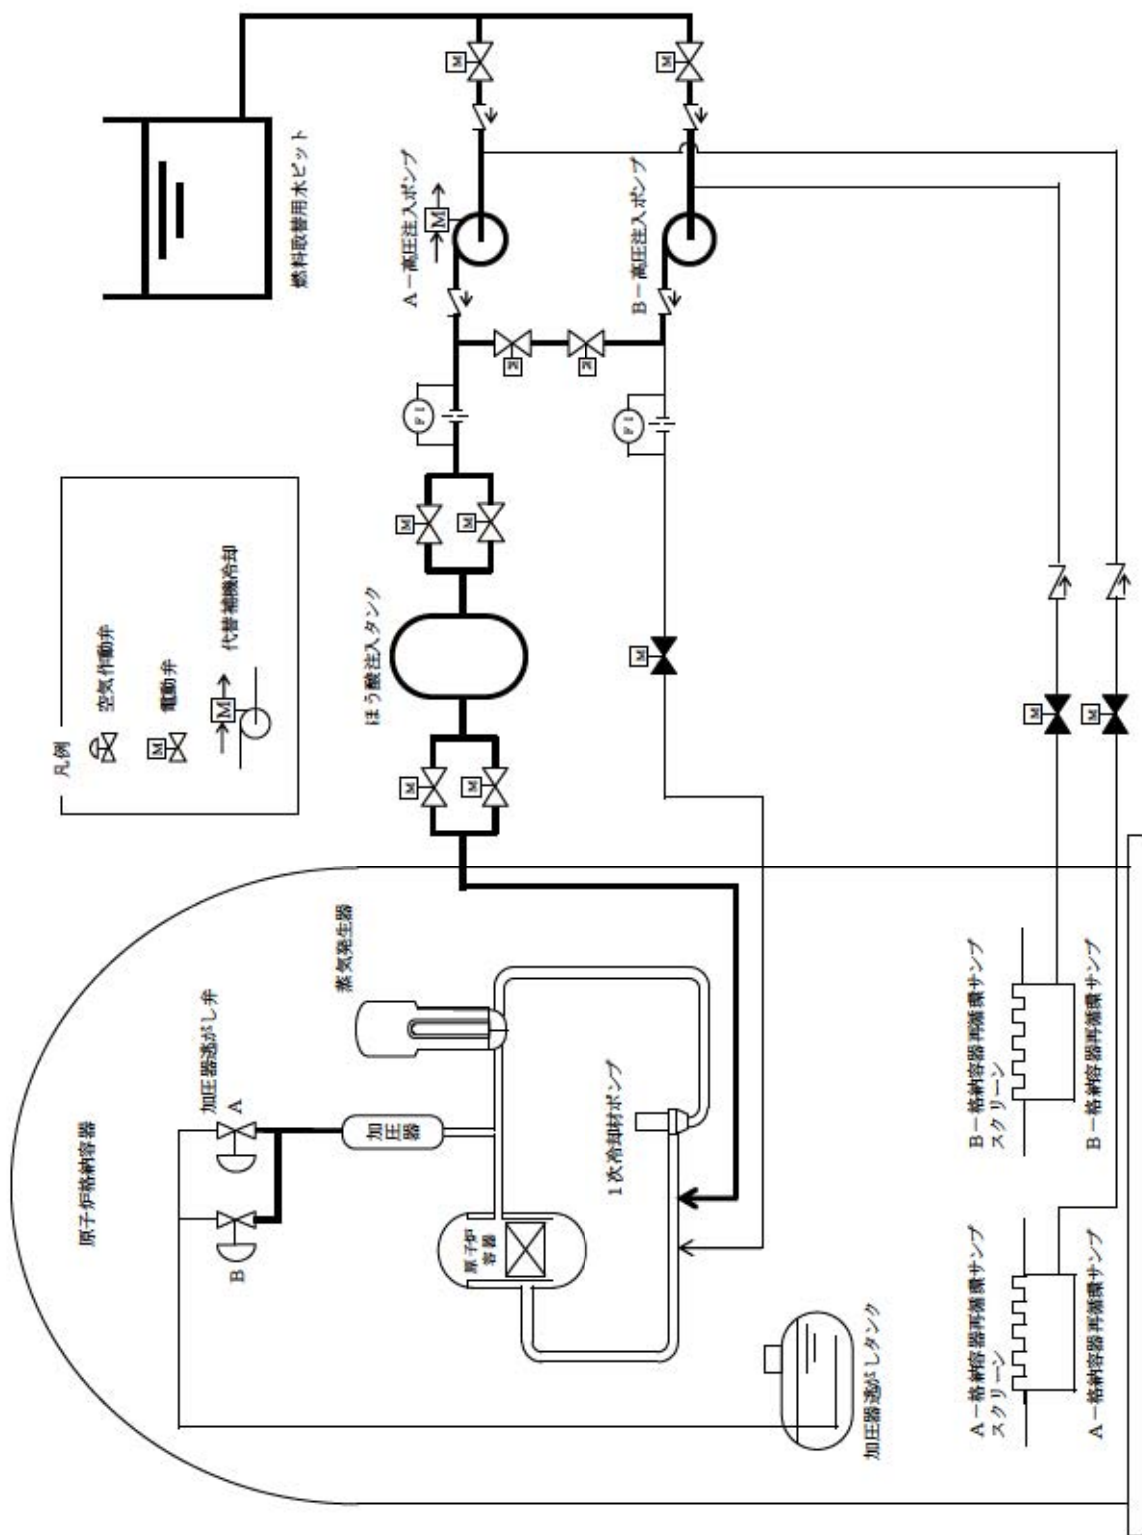 原子炉格納容器
加圧器逃がし弁
A
B
加圧器
蒸気発生器
原子炉
容器
1次冷却材ポンプ
加圧器逃がしタンク
A-格納容器再循環サンプ
スクリーン
A-格納容器再循環サンプ
B-格納容器再循環サンプ
スクリーン
B-格納容器再循環サンプ
凡例
空気作動弁
M
電動弁
M
代替補機冷却
ほう酸注入タンク
M
M
M
M
M
M
M
FI
FI
M
M
A-高圧注入ポンプ
M
B-高圧注入ポンプ
M
M
燃料取替用水ピット